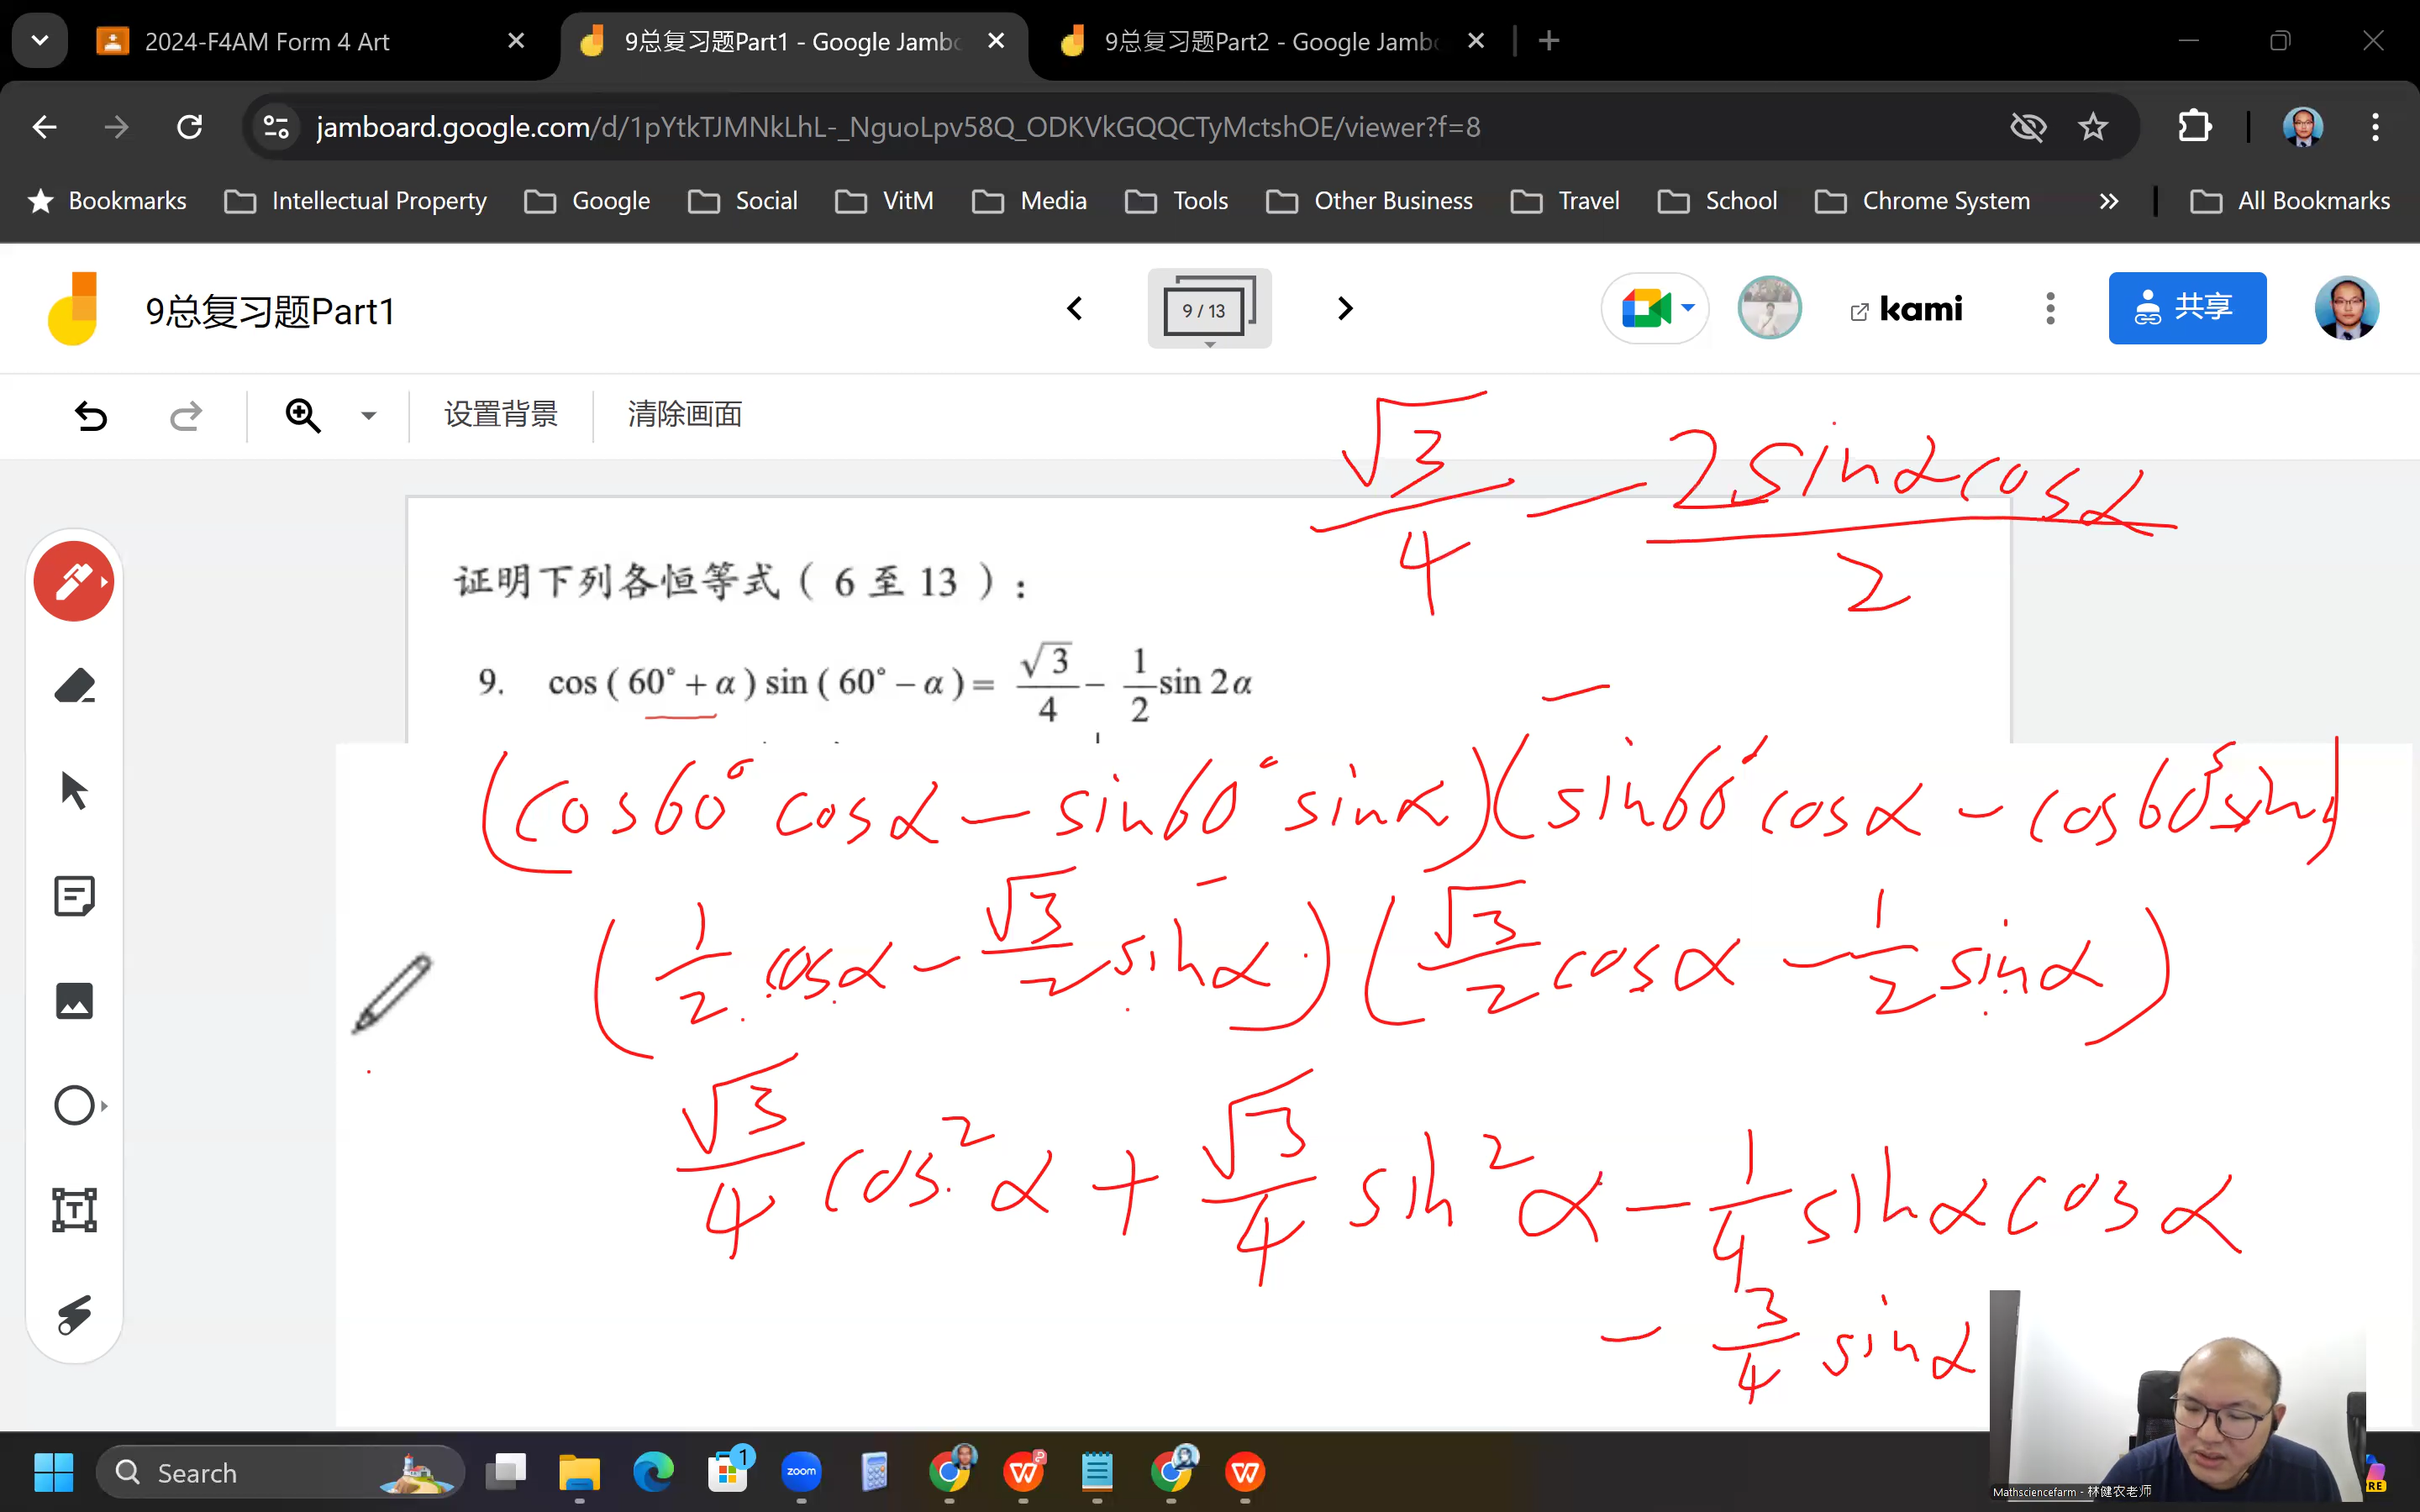 2024-F4AM Form 4 Art
9总复习题Part1 - Google Jambo
9总复习题Part2 - Google Jambo
jamboard.google.com/d/1pYtkTJMNkLhL-_NguoLpv58Q_ODKVkGQQCTyMctshOE/viewer?f=8
Bookmarks Intellectual Property Google Social VitM Media Tools Other Business Travel School Chrome System » All Bookmarks
9总复习题Part1
9 / 13
kami
共享
设置背景 清除画面
√3/4 - 2sinαcosα/2
证明下列各恒等式（ 6 至 13 ）：
9. cos ( 60° + α ) sin ( 60° − α ) = √3/4 − 1/2 sin 2α
(cos60° cosα - sin60° sinα)(sin60° cosα - cos60° sinα)
(1/2 cosα - √3/2 sinα)(√3/2 cosα - 1/2 sinα)
√3/4 cos²α + √3/4 sin²α - 1/4 sinα cosα
- 3/4 sinα
Mathsciencefarm - 林健农老师
Search
1
zoom
RE